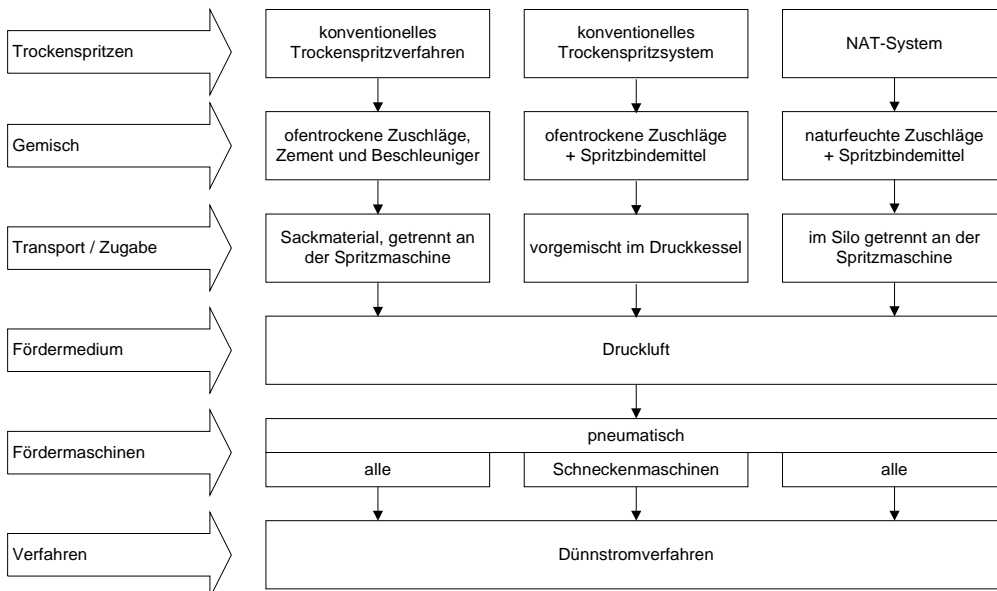 Trockenspritzen
konventionelles
Trockenspritzverfahren
konventionelles
Trockenspritzsystem
NAT-System
Gemisch
ofentrockene Zuschläge,
Zement und Beschleuniger
ofentrockene Zuschläge
+ Spritzbindemittel
naturfeuchte Zuschläge
+ Spritzbindemittel
Transport / Zugabe
Sackmaterial, getrennt an
der Spritzmaschine
vorgemischt im Druckkessel
im Silo getrennt an der
Spritzmaschine
Fördermedium
Druckluft
Fördermaschinen
pneumatisch
alle
Schneckenmaschinen
alle
Verfahren
Dünnstromverfahren